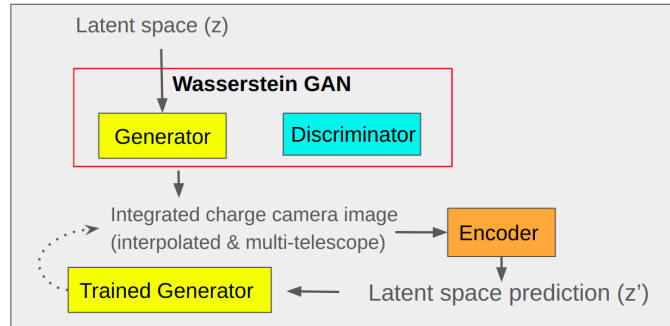 Latent space (z)
Wasserstein GAN
Generator
Discriminator
Integrated charge camera image
(interpolated & multi-telescope)
Encoder
Trained Generator
Latent space prediction (z’)